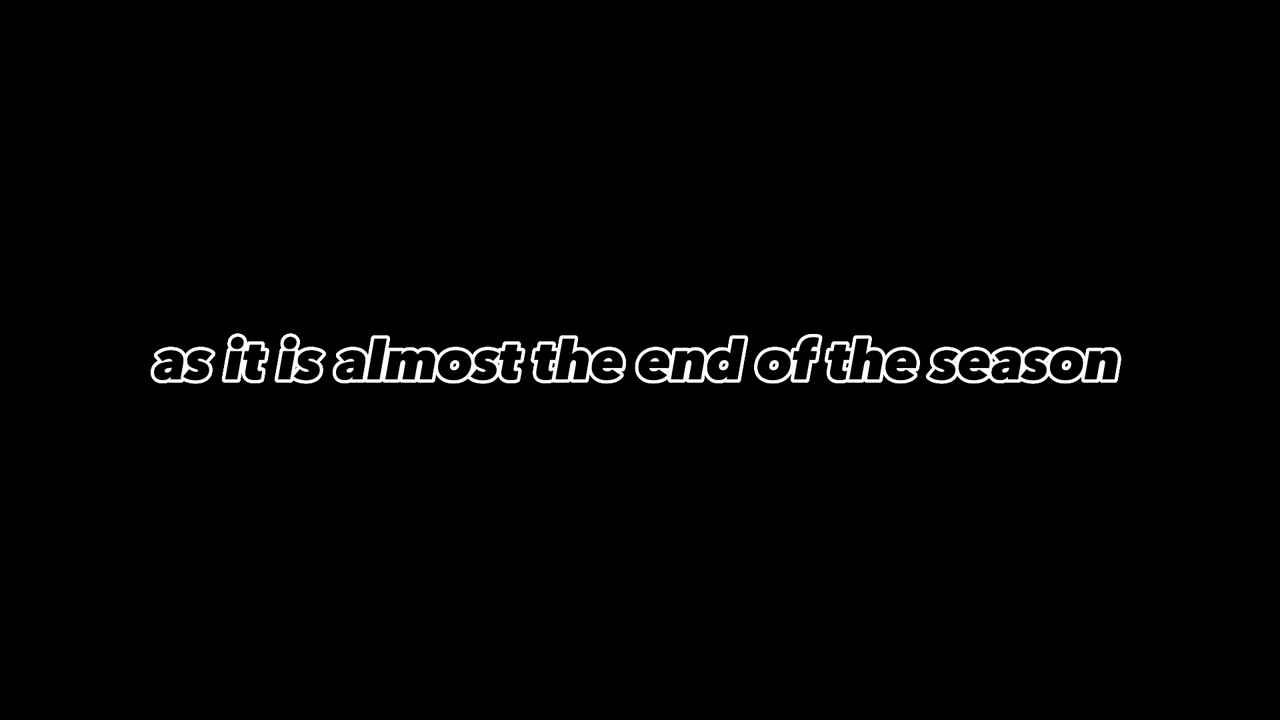 as it is almost the end of the season